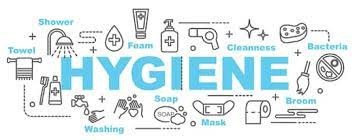 Shower
Foam
Cleanness
Bacteria
Towel
HYGIENE
Washing
Soap
SOAP
Mask
Broom